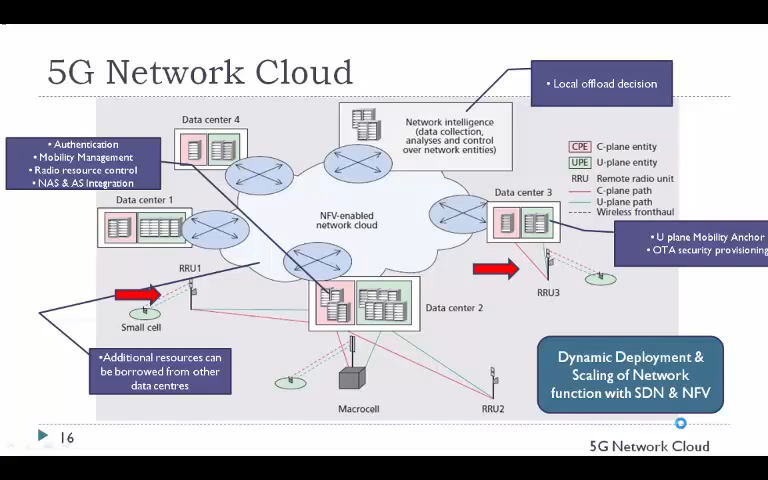 5G Network Cloud
• Local offload decision
• Authentication
• Mobility Management
• Radio resource control
• NAS & AS Integration
Data center 4
Network intelligence
(data collection,
analyses and control
over network entities)
CPE C-plane entity
UPE U-plane entity
RRU Remote radio unit
C-plane path
U-plane path
Wireless fronthaul
Data center 1
Data center 3
NFV-enabled
network cloud
• U plane Mobility Anchor
• OTA security provisioning
RRU1
RRU3
Small cell
Data center 2
•Additional resources can
be borrowed from other
data centres
Dynamic Deployment &
Scaling of Network
function with SDN & NFV
Macrocell
RRU2
16
5G Network Cloud